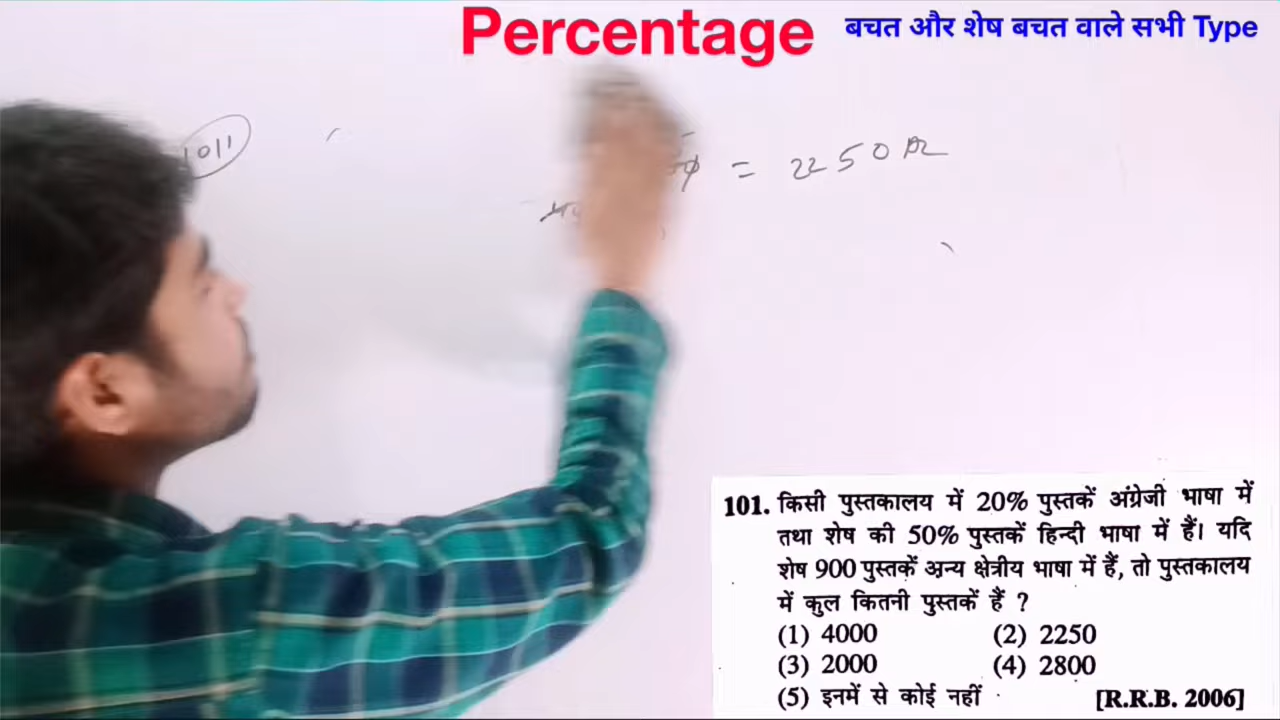 Percentage
बचत और शेष बचत वाले सभी Type
1011
= 2250
101. किसी पुस्तकालय में 20% पुस्तकें अंग्रेजी भाषा में
तथा शेष की 50% पुस्तकें हिन्दी भाषा में हैं। यदि
शेष 900 पुस्तकें अन्य क्षेत्रीय भाषा में हैं, तो पुस्तकालय
में कुल कितनी पुस्तकें हैं ?
(1) 4000 (2) 2250
(3) 2000 (4) 2800
(5) इनमें से कोई नहीं [R.R.B. 2006]